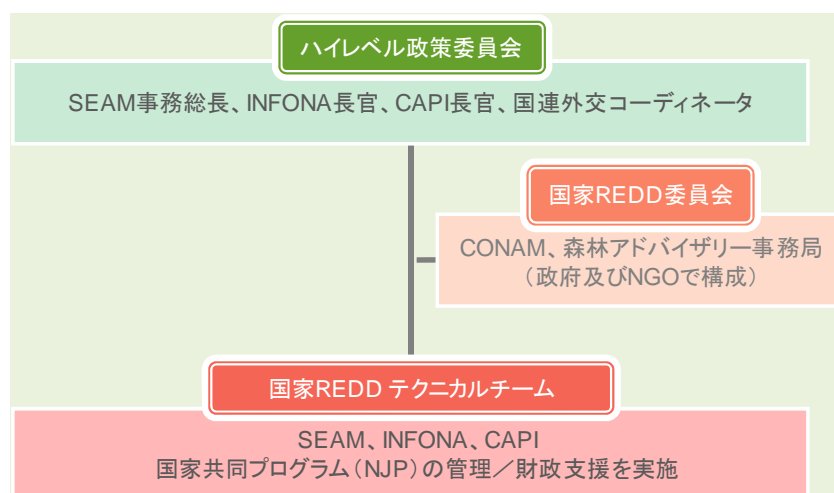 ハイレベル政策委員会
SEAM事務総長、INFONA長官、CAPI長官、国連外交コーディネータ
国家REDD委員会
CONAM、森林アドバイザリー事務局
（政府及びNGOで構成）
国家REDD テクニカルチーム
SEAM、INFONA、CAPI
国家共同プログラム（NJP）の管理／財政支援を実施